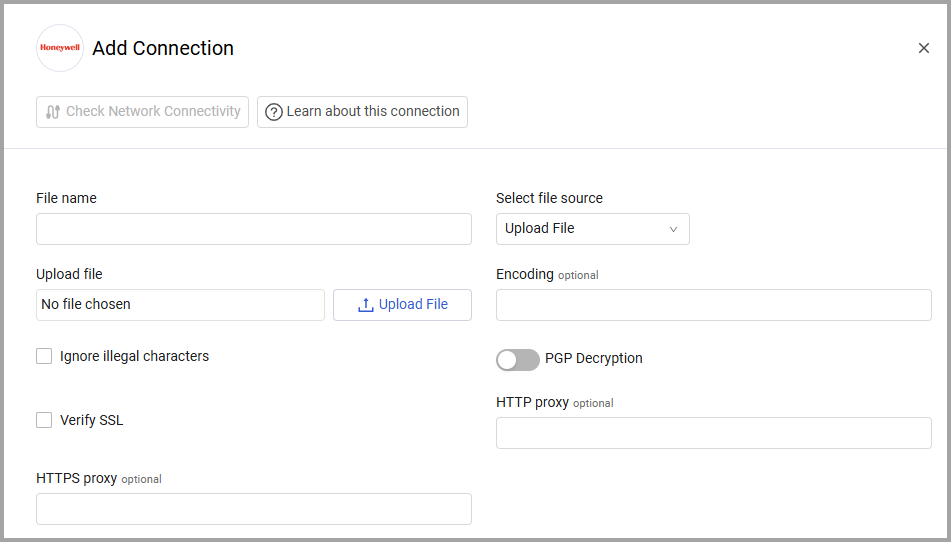 Honeywell Add Connection
Check Network Connectivity Learn about this connection
File name Select file source
Upload File
Upload file Encoding optional
No file chosen Upload File
Ignore illegal characters PGP Decryption
HTTP proxy optional
Verify SSL
HTTPS proxy optional